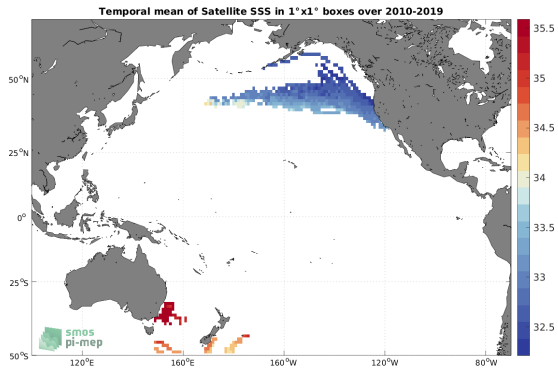 Temporal mean of Satellite SSS in 1°x1° boxes over 2010-2019
50°N
25°N
0°
25°S
50°S
120°E
160°E
160°W
120°W
80°W
35.5
35
34.5
34
33.5
33
32.5
smos
pi-mep